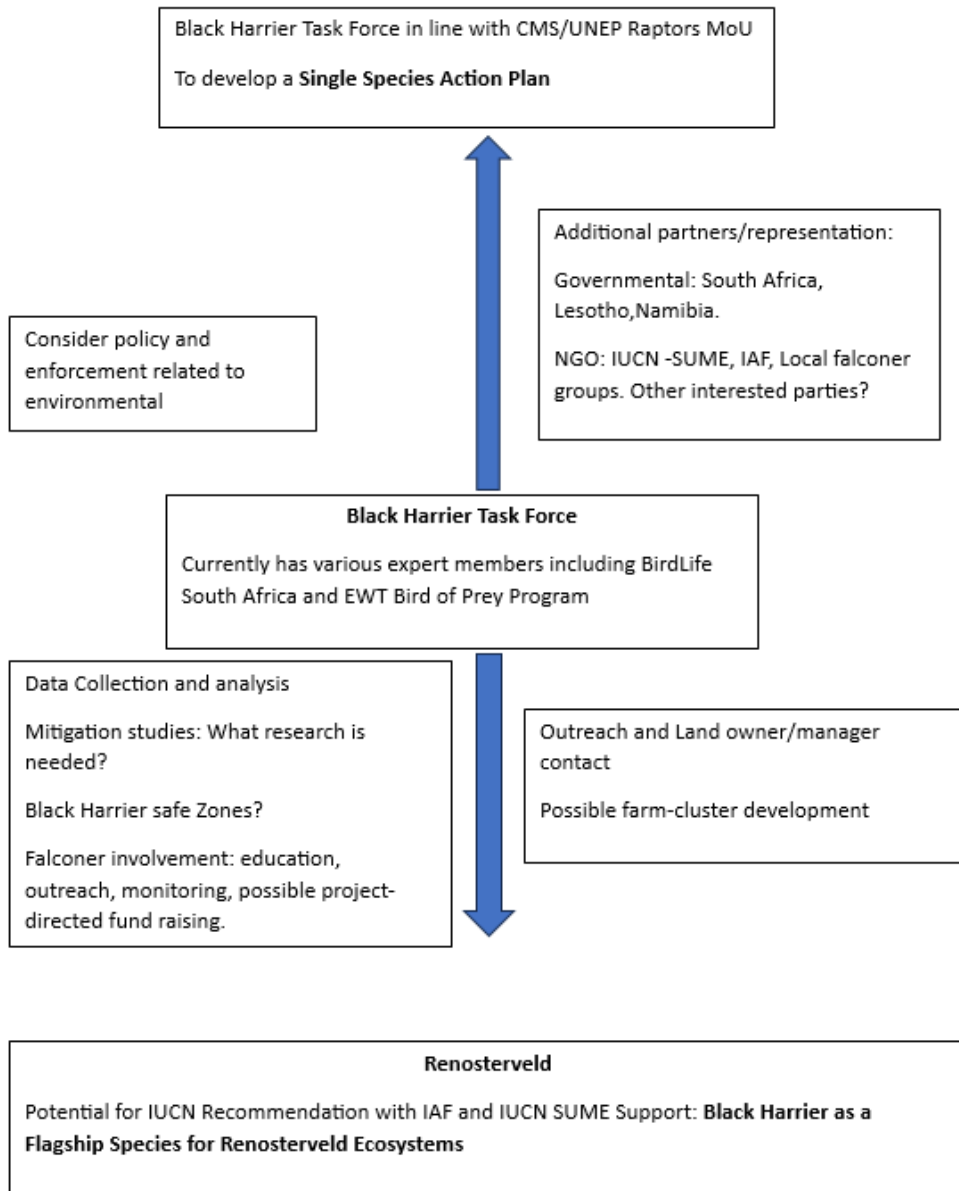 Black Harrier Task Force in line with CMS/UNEP Raptors MoU
To develop a Single Species Action Plan
Additional partners/representation:
Governmental: South Africa,
Lesotho,Namibia.
NGO: IUCN -SUME, IAF, Local falconer
groups. Other interested parties?
Consider policy and
enforcement related to
environmental
Black Harrier Task Force
Currently has various expert members including BirdLife
South Africa and EWT Bird of Prey Program
Data Collection and analysis
Mitigation studies: What research is
needed?
Black Harrier safe Zones?
Falconer involvement: education,
outreach, monitoring, possible project-
directed fund raising.
Outreach and Land owner/manager
contact
Possible farm-cluster development
Renosterveld
Potential for IUCN Recommendation with IAF and IUCN SUME Support: Black Harrier as a
Flagship Species for Renosterveld Ecosystems